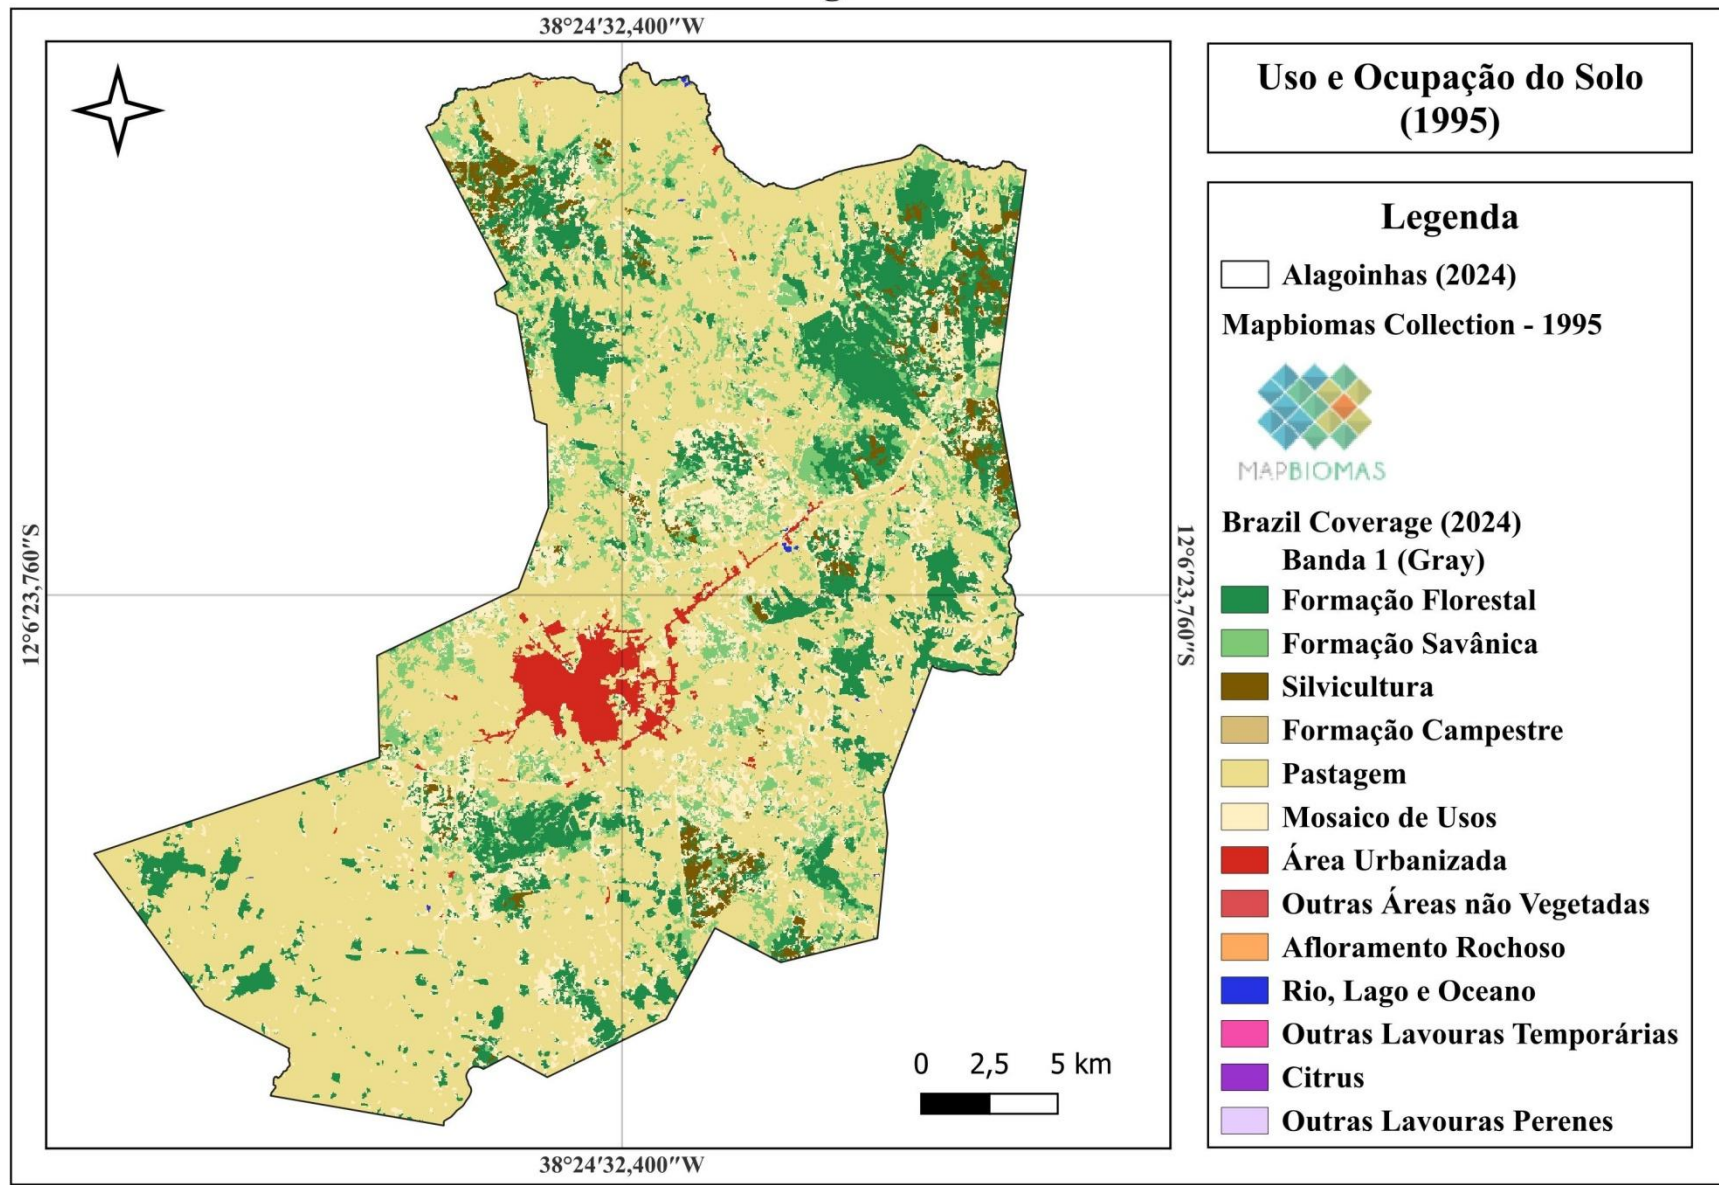 38°24'32,400"W
12°6'23,760"S
12°6'23,760"S
0 2,5 5 km
38°24'32,400"W
Uso e Ocupação do Solo
(1995)
Legenda
Alagoinhas (2024)
Mapbiomas Collection - 1995
MAPBIOMAS
Brazil Coverage (2024)
Banda 1 (Gray)
Formação Florestal
Formação Savânica
Silvicultura
Formação Campestre
Pastagem
Mosaico de Usos
Área Urbanizada
Outras Áreas não Vegetadas
Afloramento Rochoso
Rio, Lago e Oceano
Outras Lavouras Temporárias
Citrus
Outras Lavouras Perenes